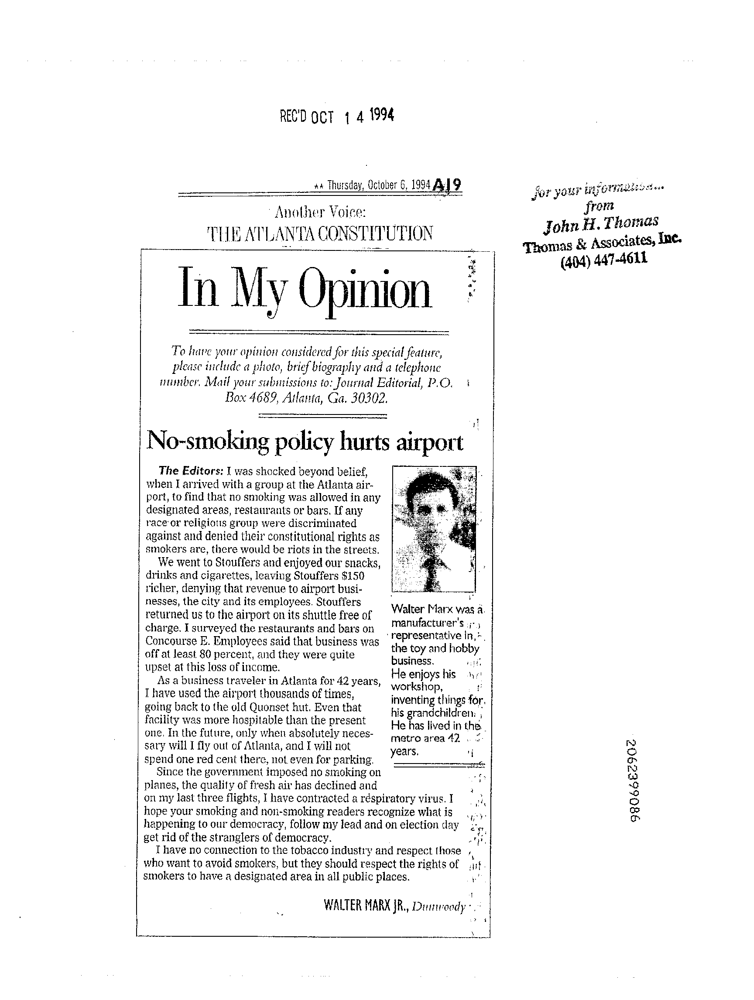 REC'D OCT 14 1994
** Thursday, October 6, 1994 A19
Another Voice:
THE ATLANTA CONSTITUTION
for your information...
from
John H. Thomas
Thomas & Associates, Inc.
(404) 447-4611
In My Opinion
To have your opinion considered for this special feature,
please include a photo, brief biography and a telephone
number. Mail your submissions to: Journal Editorial, P.O.
Box 4689, Atlanta, Ga. 30302.
No-smoking policy hurts airport
The Editors: I was shocked beyond belief,
when I arrived with a group at the Atlanta air-
port, to find that no smoking was allowed in any
designated areas, restaurants or bars. If any
race or religious group were discriminated
against and denied their constitutional rights as
smokers are, there would be riots in the streets.
We went to Stouffers and enjoyed our snacks,
drinks and cigarettes, leaving Stouffers $150
richer, denying that revenue to airport busi-
nesses, the city and its employees. Stouffers
returned us to the airport on its shuttle free of
charge. I surveyed the restaurants and bars on
Concourse E. Employees said that business was
off at least 80 percent, and they were quite
upset at this loss of income.
As a business traveler in Atlanta for 42 years,
I have used the airport thousands of times,
going back to the old Quonset hut. Even that
facility was more hospitable than the present
one. In the future, only when absolutely neces-
sary will I fly out of Atlanta, and I will not
spend one red cent there, not even for parking.
Since the government imposed no smoking on
planes, the quality of fresh air has declined and
on my last three flights, I have contracted a respiratory virus. I
hope your smoking and non-smoking readers recognize what is
happening to our democracy, follow my lead and on election day
get rid of the stranglers of democracy.
I have no connection to the tobacco industry and respect those
who want to avoid smokers, but they should respect the rights of
smokers to have a designated area in all public places.
WALTER MARX JR., Dunwoody
Walter Marx was a
manufacturer's
representative in
the toy and hobby
business.
He enjoys his
workshop,
inventing things for
his grandchildren.
He has lived in the
metro area 42
years.
2062399086